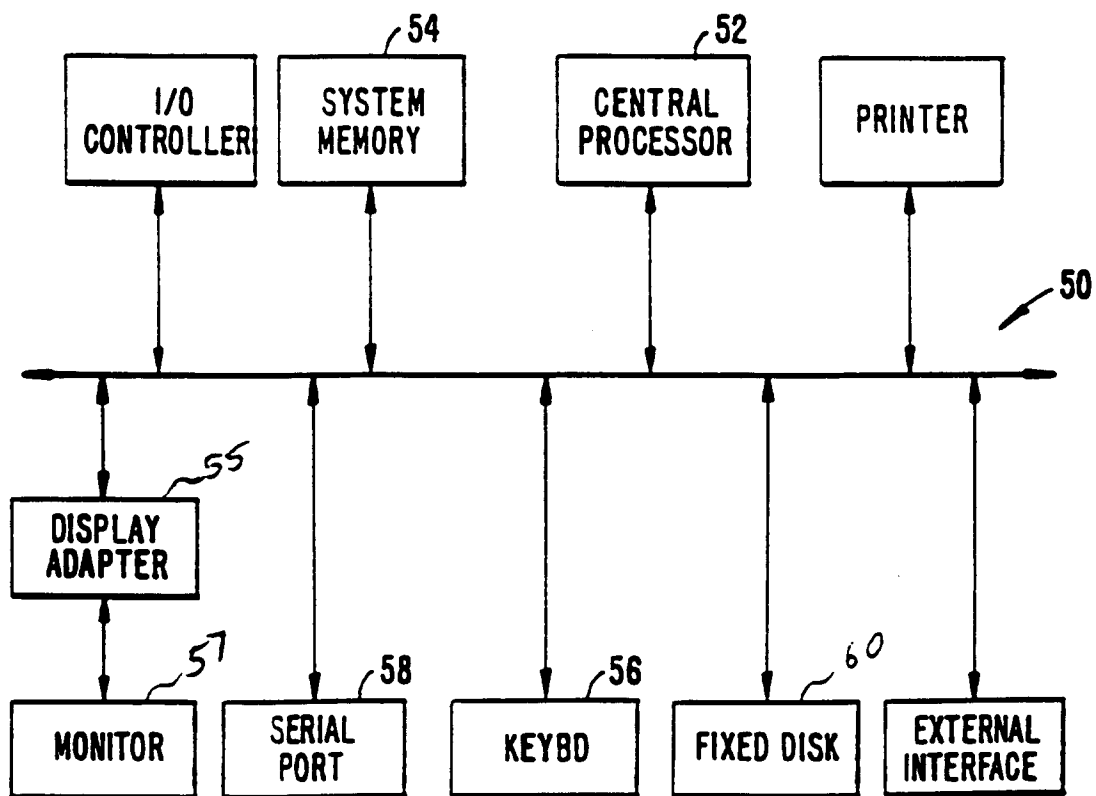 54
52
I/O
CONTROLLER
SYSTEM
MEMORY
CENTRAL
PROCESSOR
PRINTER
50
55
DISPLAY
ADAPTER
57
58
56
60
MONITOR
SERIAL
PORT
KEYBD
FIXED DISK
EXTERNAL
INTERFACE